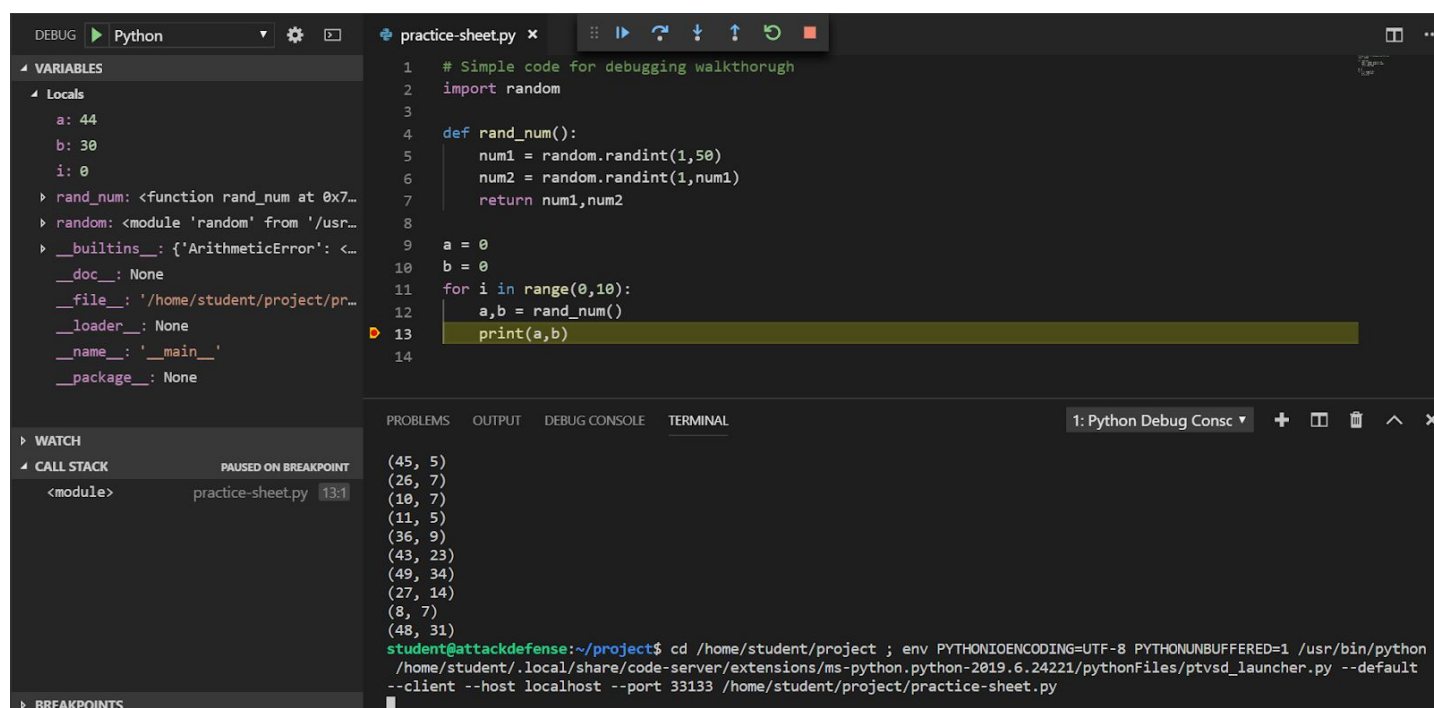 DEBUG Python
VARIABLES
Locals
a: 44
b: 30
i: 0
rand_num: <function rand_num at 0x7…
random: <module 'random' from '/usr…
__builtins__: {'ArithmeticError': <…
__doc__: None
__file__: '/home/student/project/pr…
__loader__: None
__name__: '__main__'
__package__: None
WATCH
CALL STACK PAUSED ON BREAKPOINT
<module> practice-sheet.py 13:1
BREAKPOINTS
practice-sheet.py
1 # Simple code for debugging walkthorugh
2 import random
3
4 def rand_num():
5 num1 = random.randint(1,50)
6 num2 = random.randint(1,num1)
7 return num1,num2
8
9 a = 0
10 b = 0
11 for i in range(0,10):
12 a,b = rand_num()
13 print(a,b)
14
PROBLEMS OUTPUT DEBUG CONSOLE TERMINAL 1: Python Debug Consc
(45, 5)
(26, 7)
(10, 7)
(11, 5)
(36, 9)
(43, 23)
(49, 34)
(27, 14)
(8, 7)
(48, 31)
student@attackdefense:~/project$ cd /home/student/project ; env PYTHONIOENCODING=UTF-8 PYTHONUNBUFFERED=1 /usr/bin/python
/home/student/.local/share/code-server/extensions/ms-python.python-2019.6.24221/pythonFiles/ptvsd_launcher.py --default
--client --host localhost --port 33133 /home/student/project/practice-sheet.py